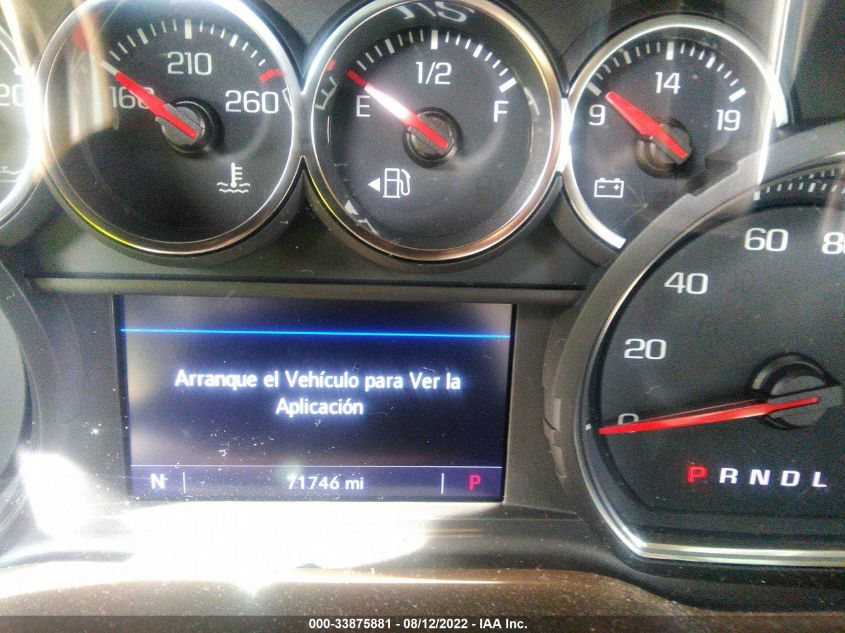 210
160
260
E
1/2
F
9
14
19
20
40
60
80
0
Arranque el Vehículo para Ver la
Aplicación
N
71746 mi
P
P R N D L
000-33875881 - 08/12/2022 - IAA Inc.